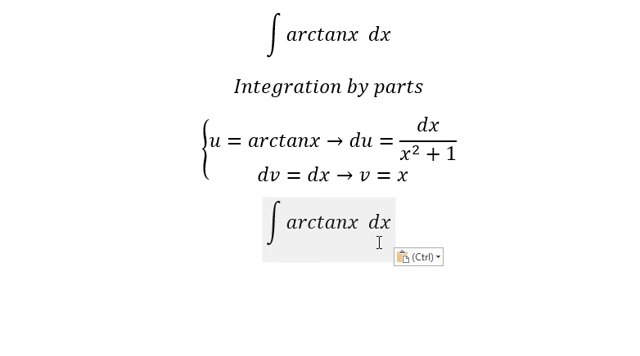 ∫ arctanx dx
Integration by parts
{u = arctanx → du = dx/(x² + 1)
dv = dx → v = x
∫ arctanx dx
(Ctrl)